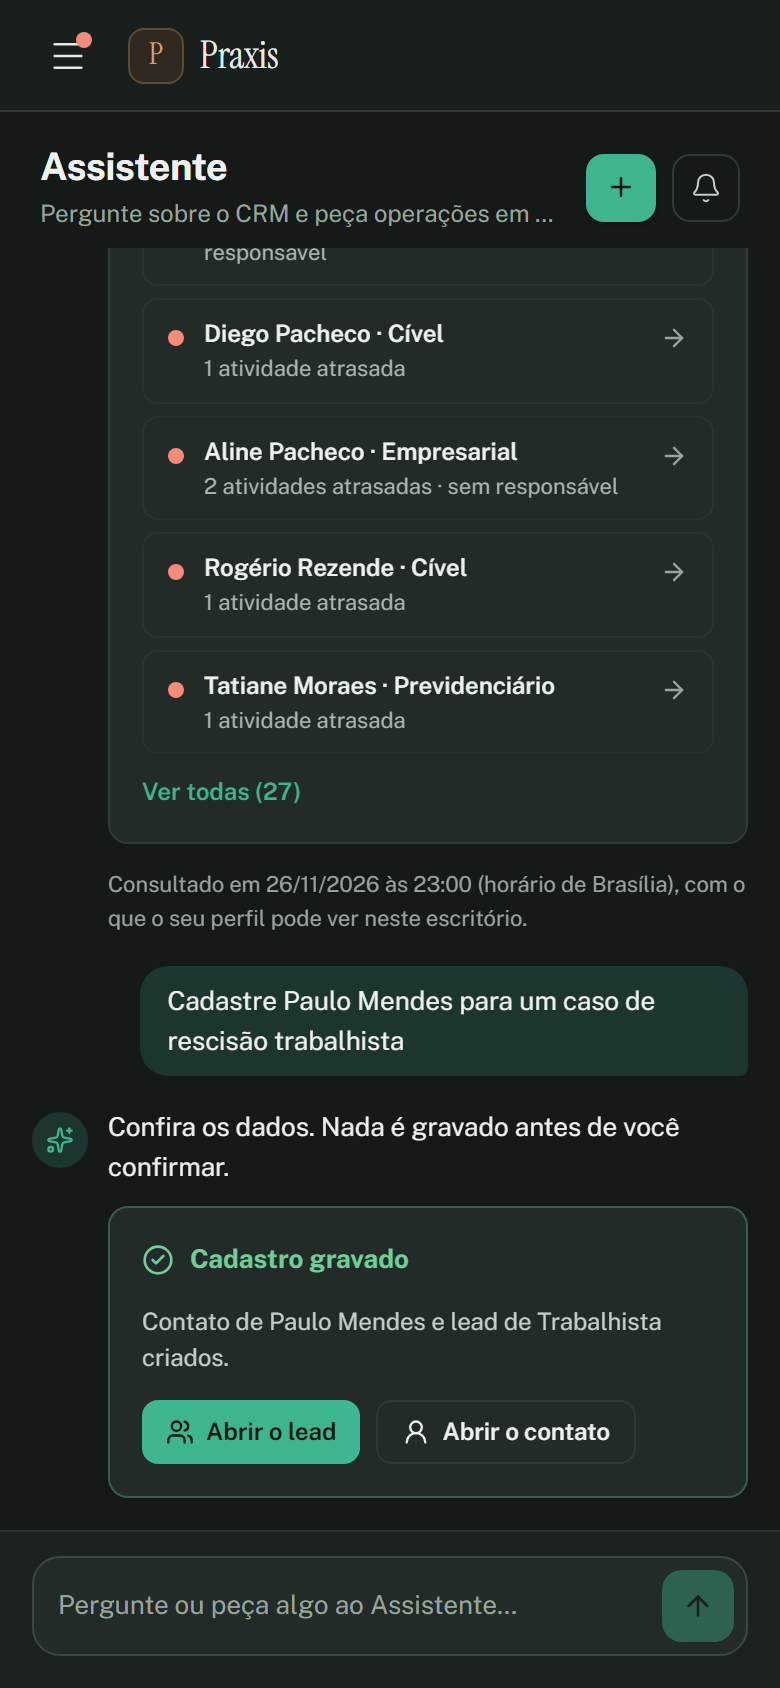 P Praxis
Assistente
Pergunte sobre o CRM e peça operações em ...
responsável
Diego Pacheco · Cível
1 atividade atrasada
Aline Pacheco · Empresarial
2 atividades atrasadas · sem responsável
Rogério Rezende · Cível
1 atividade atrasada
Tatiane Moraes · Previdenciário
1 atividade atrasada
Ver todas (27)
Consultado em 26/11/2026 às 23:00 (horário de Brasília), com o
que o seu perfil pode ver neste escritório.
Cadastre Paulo Mendes para um caso de
rescisão trabalhista
Confira os dados. Nada é gravado antes de você
confirmar.
Cadastro gravado
Contato de Paulo Mendes e lead de Trabalhista
criados.
Abrir o lead
Abrir o contato
Pergunte ou peça algo ao Assistente...